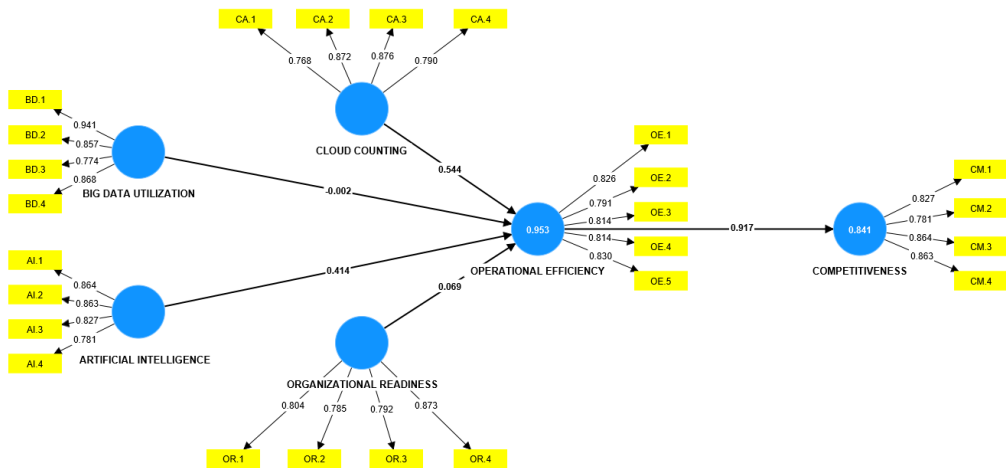 CA.1
CA.2
CA.3
CA.4
0.768
0.872
0.876
0.790
CLOUD COUNTING
BD.1
BD.2
BD.3
BD.4
0.941
0.857
0.774
0.868
BIG DATA UTILIZATION
0.544
-0.002
AI.1
AI.2
AI.3
AI.4
0.864
0.863
0.827
0.781
ARTIFICIAL INTELLIGENCE
0.414
0.069
ORGANIZATIONAL READINESS
0.804
0.785
0.792
0.873
OR.1
OR.2
OR.3
OR.4
0.953
OPERATIONAL EFFICIENCY
0.826
0.791
0.814
0.814
0.830
OE.1
OE.2
OE.3
OE.4
OE.5
0.917
0.841
COMPETITIVENESS
0.827
0.781
0.864
0.863
CM.1
CM.2
CM.3
CM.4